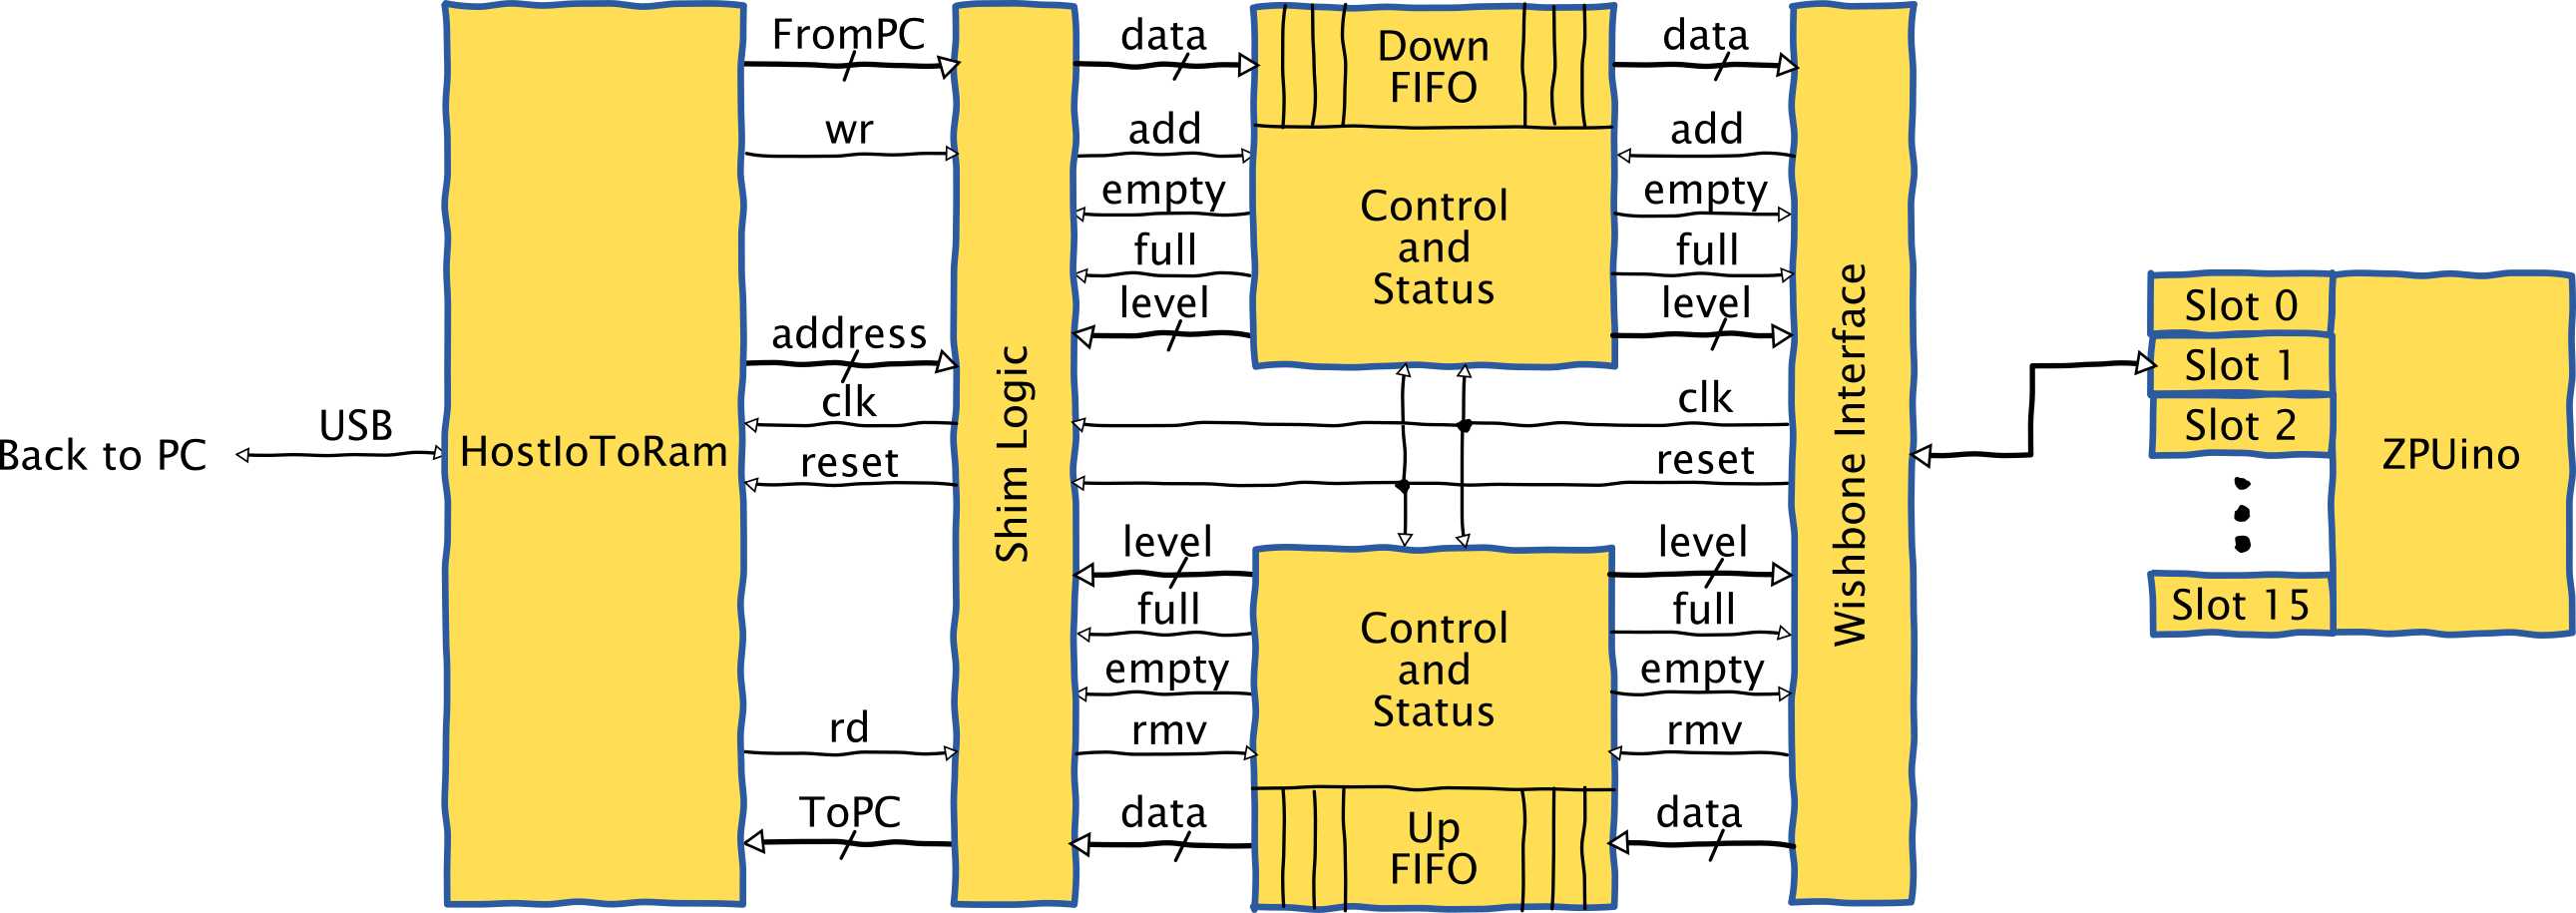 Back to PC
USB
HostIoToRam
FromPC
wr
address
clk
reset
rd
ToPC
Shim Logic
data
add
empty
full
level
level
full
empty
rmv
data
Down
FIFO
Control
and
Status
Control
and
Status
Up
FIFO
data
add
empty
full
level
clk
reset
level
full
empty
rmv
data
Wishbone Interface
Slot 0
Slot 1
Slot 2
Slot 15
ZPUino